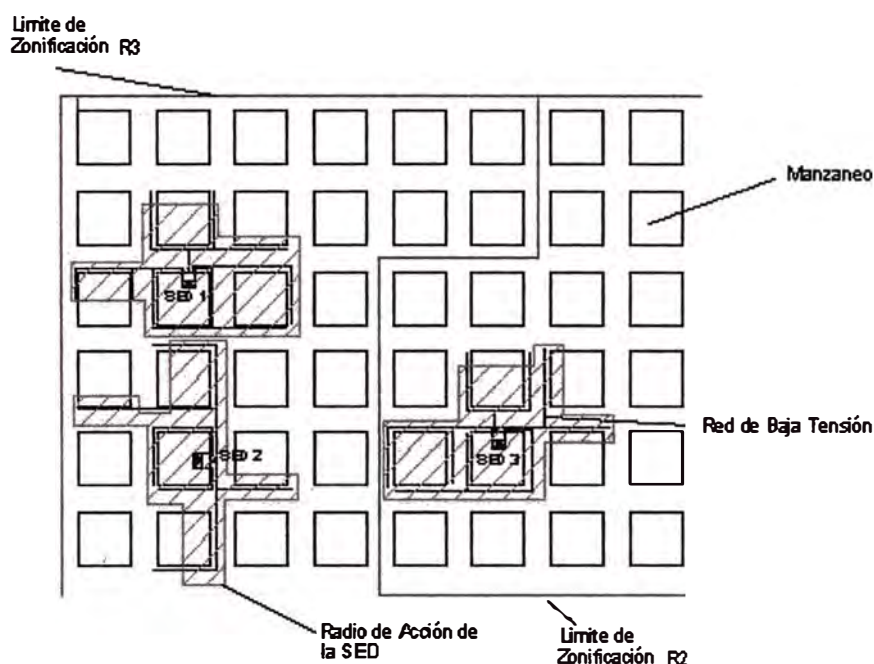 Limite de
Zonificación R3
Manzaneo
SED 1
Red de Baja Tensión
SED 2
SED 3
Radio de Acción de
la SED
Limite de
Zonificación R2